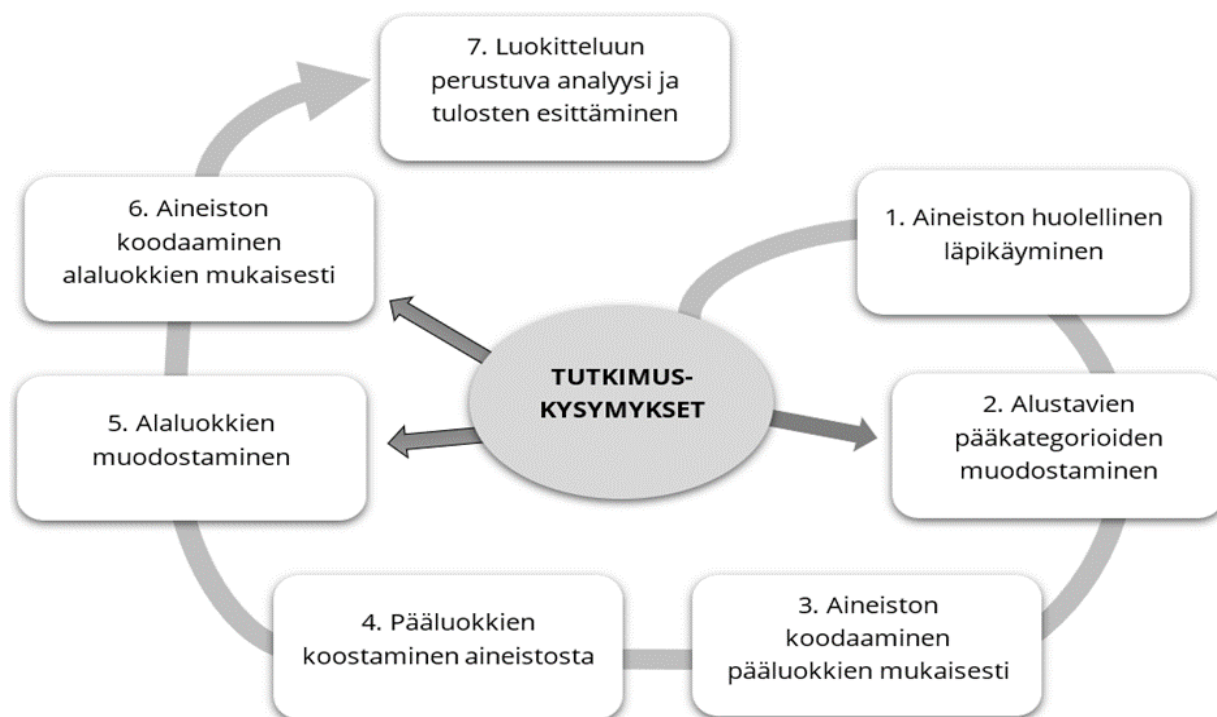 7. Luokitteluun
perustuva analyysi ja
tulosten esittäminen
6. Aineiston
koodaaminen
alaluokkien mukaisesti
1. Aineiston huolellinen
läpikäyminen
TUTKIMUS-
KYSYMYKSET
5. Alaluokkien
muodostaminen
2. Alustavien
pääkategorioiden
muodostaminen
4. Pääluokkien
koostaminen aineistosta
3. Aineiston
koodaaminen
pääluokkien mukaisesti